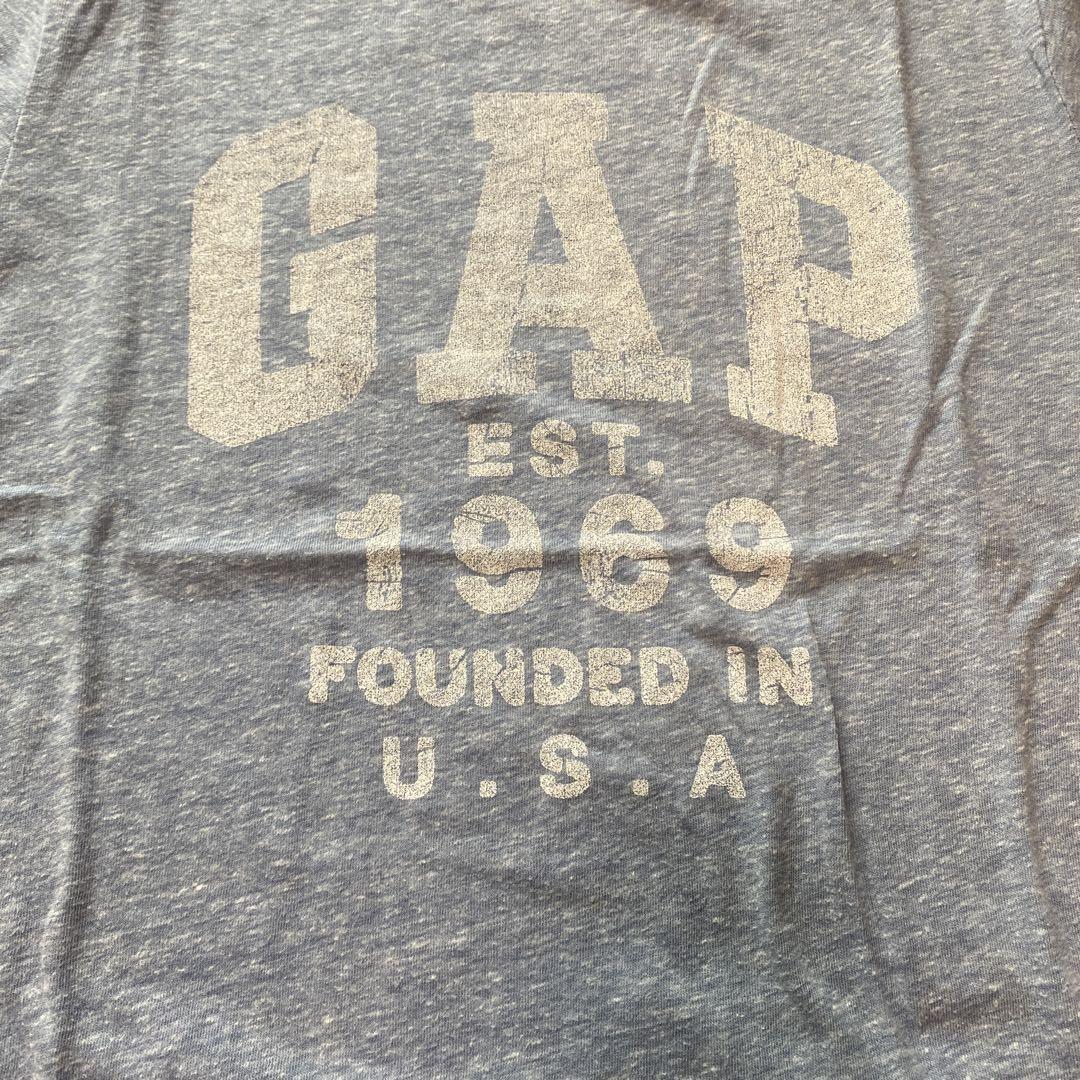 GAP
EST.
1969
FOUNDED IN
U.S.A